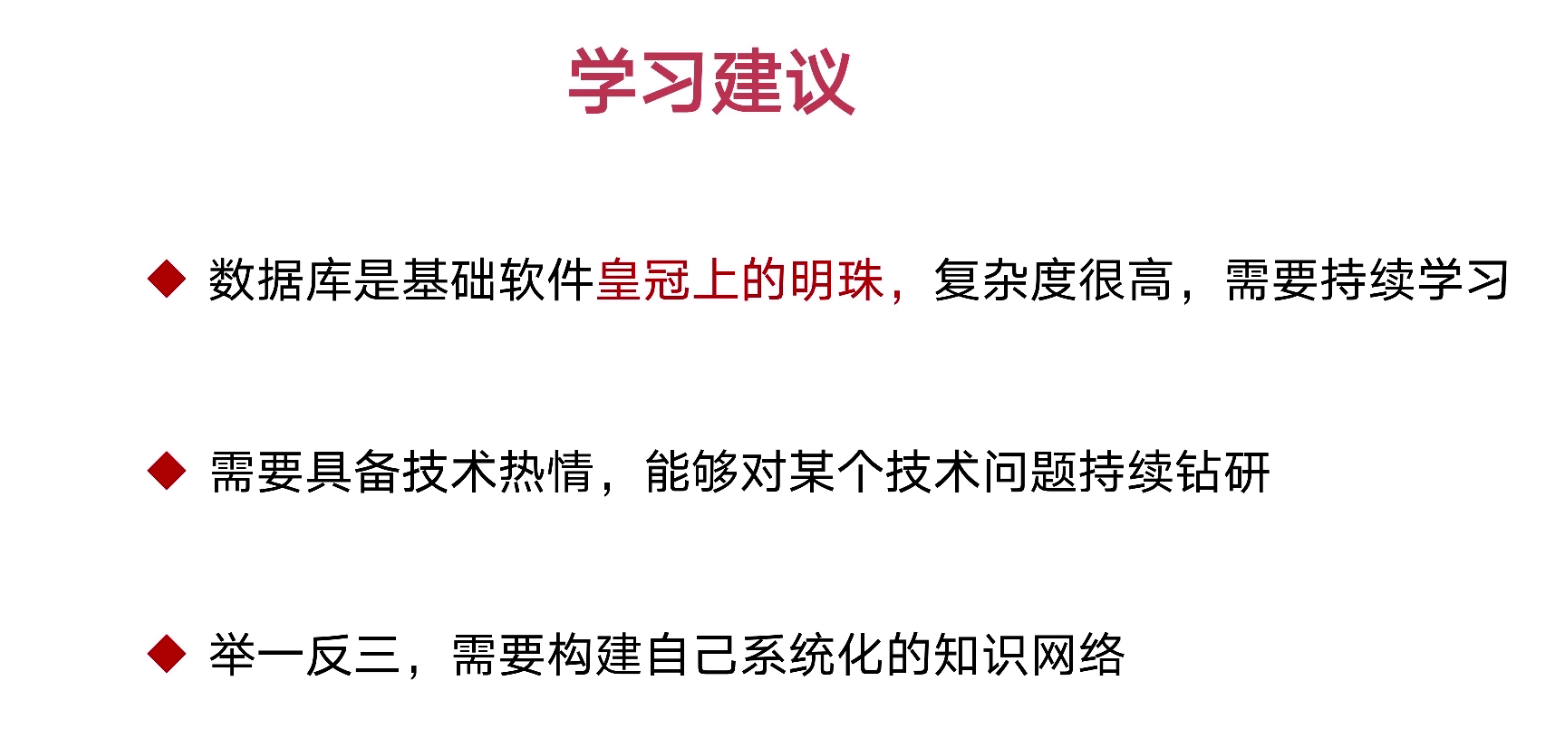 学习建议
数据库是基础软件皇冠上的明珠，复杂度很高，需要持续学习
需要具备技术热情，能够对某个技术问题持续钻研
举一反三，需要构建自己系统化的知识网络